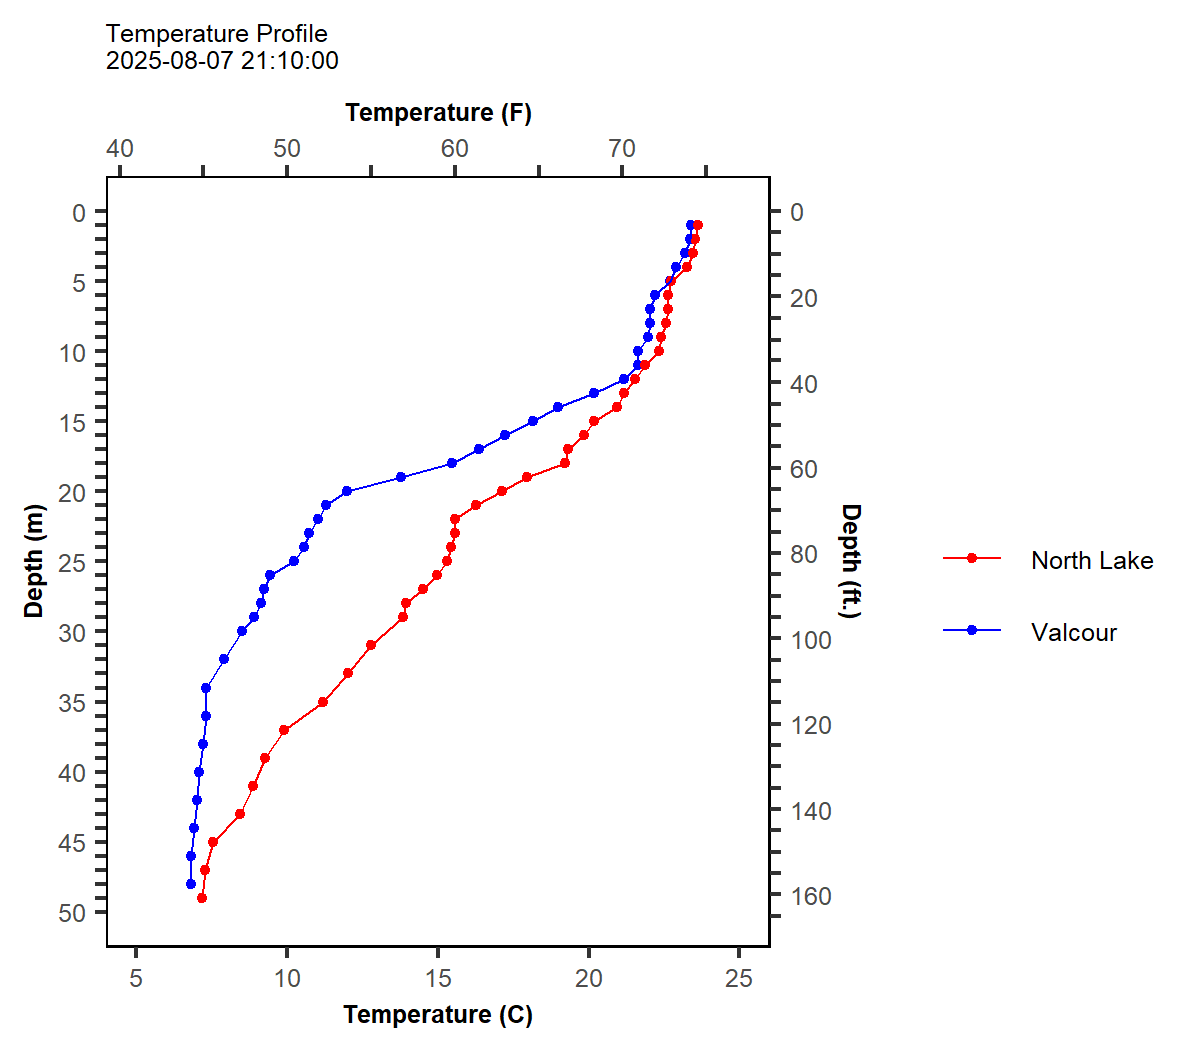 Temperature Profile
2025-08-07 21:10:00
Temperature (F)
40 50 60 70
0 0
5
20
10
40
15
60
20
80
25
100
30
35
120
40
140
45
160
50
Depth (m)
Depth (ft.)
North Lake
Valcour
5 10 15 20 25
Temperature (C)